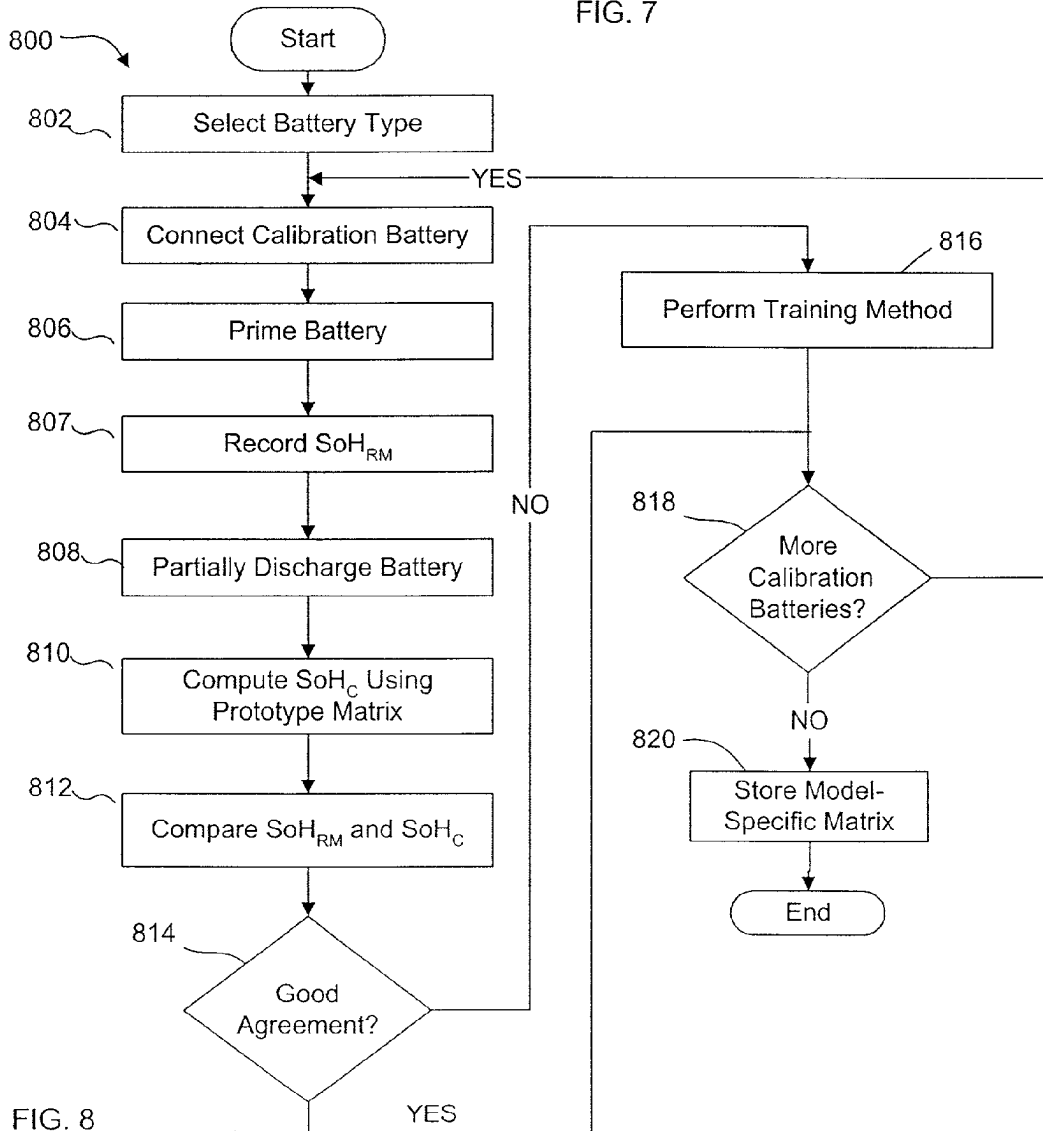 FIG. 7
800
Start
802
Select Battery Type
YES
804
Connect Calibration Battery
806
Prime Battery
807
Record SoH_RM
808
Partially Discharge Battery
810
Compute SoH_C Using
Prototype Matrix
812
Compare SoH_RM and SoH_C
814
Good
Agreement?
YES
NO
816
Perform Training Method
818
More
Calibration
Batteries?
NO
820
Store Model-
Specific Matrix
End
FIG. 8